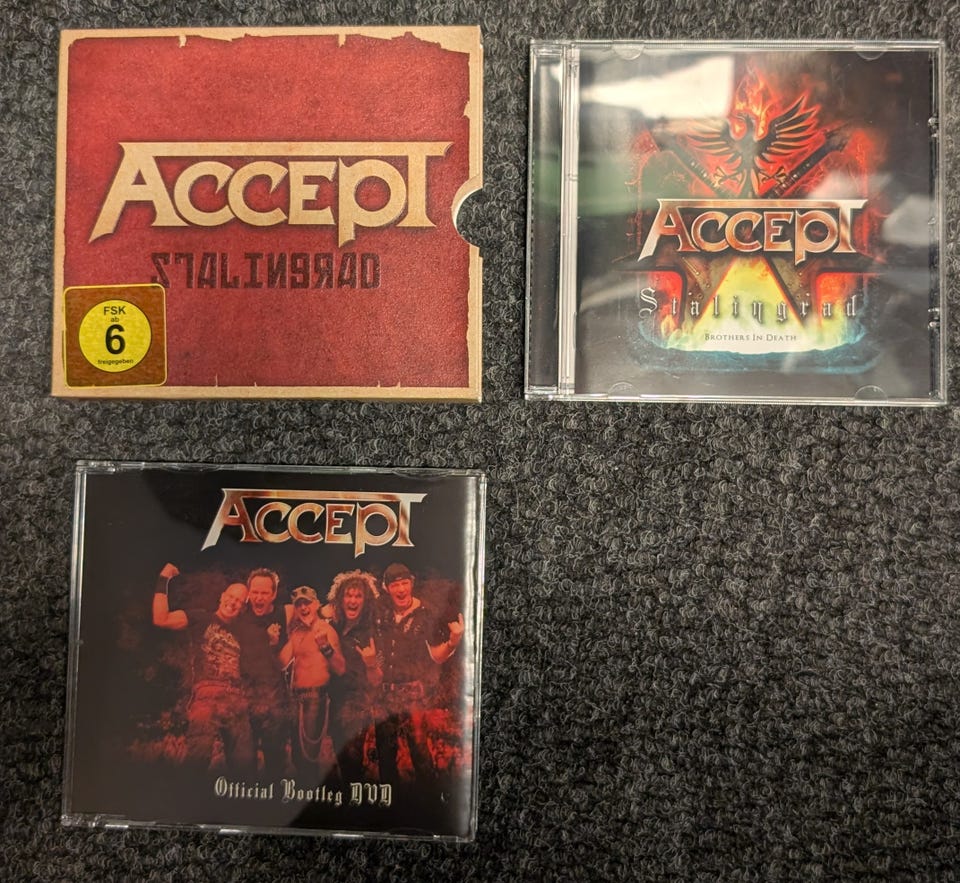 ACCEPT
STALINGRAD
FSK
ab
6
freigegeben
ACCEPT
Stalingrad
BROTHERS IN DEATH
ACCEPT
Official Bootleg DVD